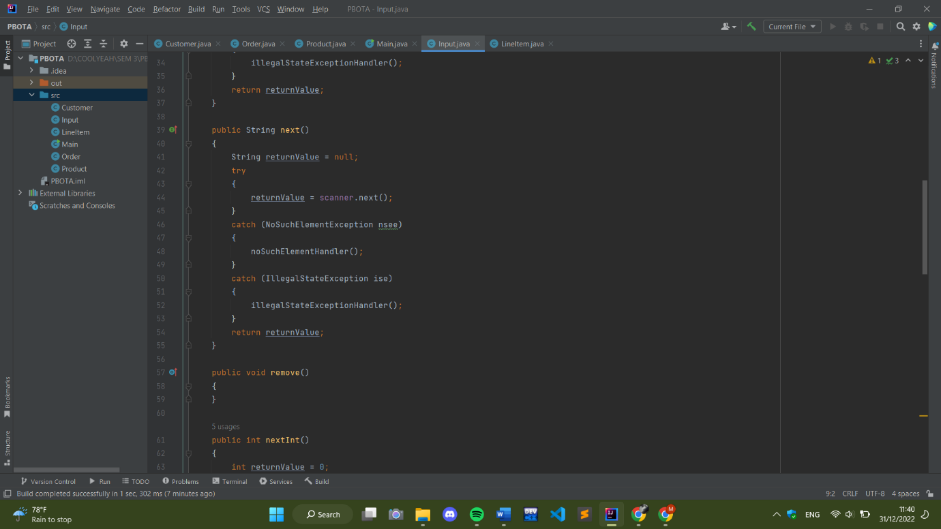 File Edit View Navigate Code Refactor Build Run Tools VCS Window Help PBOTA - Input.java
PBOTA src Input
Current File
Project
Customer.java Order.java Product.java Main.java Input.java LineItem.java
PBOTA D:\COOLYEAH\SEM 3\PB
.idea
out
src
Customer
Input
LineItem
Main
Order
Product
PBOTA.iml
External Libraries
Scratches and Consoles
Project
Bookmarks
Structure
34 illegalStateExceptionHandler();
35 }
36 return returnValue;
37 }
38
39 public String next()
40 {
41 String returnValue = null;
42 try
43 {
44 returnValue = scanner.next();
45 }
46 catch (NoSuchElementException nsee)
47 {
48 noSuchElementHandler();
49 }
50 catch (IllegalStateException ise)
51 {
52 illegalStateExceptionHandler();
53 }
54 return returnValue;
55 }
56
57 public void remove()
58 {
59 }
60
5 usages
61 public int nextInt()
62 {
63 int returnValue = 0;
1 3
Notifications
Version Control Run TODO Problems Terminal Services Build
Build completed successfully in 1 sec, 302 ms (7 minutes ago)
9:2 CRLF UTF-8 4 spaces
78°F
Rain to stop
Search
ENG
11:40
31/12/2022